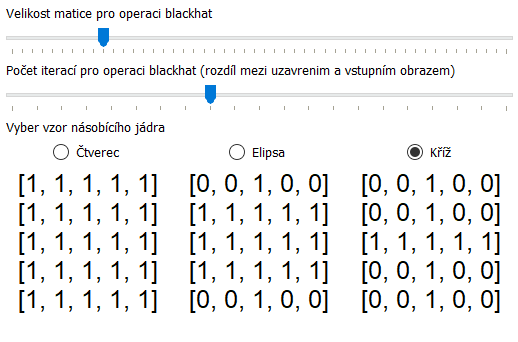 Velikost matice pro operaci blackhat
Počet iterací pro operaci blackhat (rozdíl mezi uzavrenim a vstupním obrazem)
Vyber vzor násobícího jádra
Čtverec Elipsa Kříž
[1, 1, 1, 1, 1] [0, 0, 1, 0, 0] [0, 0, 1, 0, 0]
[1, 1, 1, 1, 1] [1, 1, 1, 1, 1] [0, 0, 1, 0, 0]
[1, 1, 1, 1, 1] [1, 1, 1, 1, 1] [1, 1, 1, 1, 1]
[1, 1, 1, 1, 1] [1, 1, 1, 1, 1] [0, 0, 1, 0, 0]
[1, 1, 1, 1, 1] [0, 0, 1, 0, 0] [0, 0, 1, 0, 0]